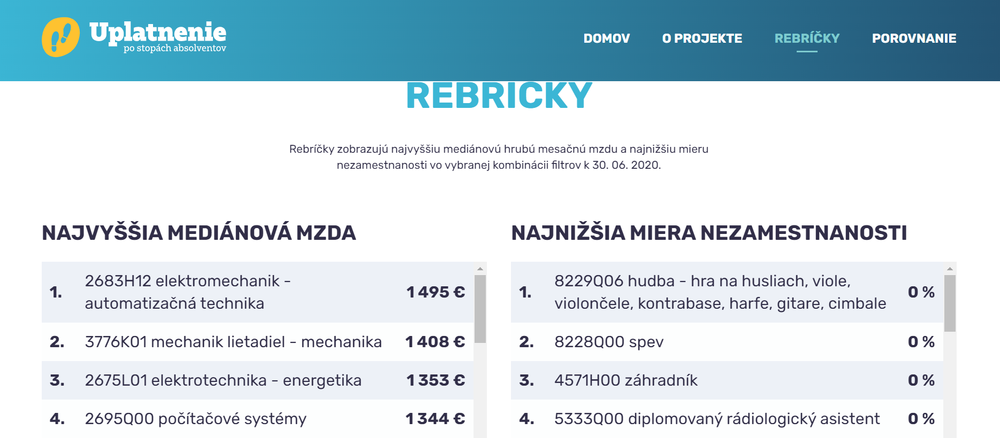 Uplatnenie
po stopách absolventov
DOMOV
O PROJEKTE
REBRÍČKY
POROVNANIE
REBRÍČKY
Rebríčky zobrazujú najvyššiu mediánovú hrubú mesačnú mzdu a najnižšiu mieru
nezamestnanosti vo vybranej kombinácii filtrov k 30. 06. 2020.
NAJVYŠŠIA MEDIÁNOVÁ MZDA
1. 2683H12 elektromechanik -
automatizačná technika 1 495 €
2. 3776K01 mechanik lietadiel - mechanika 1 408 €
3. 2675L01 elektrotechnika - energetika 1 353 €
4. 2695Q00 počítačové systémy 1 344 €
NAJNIŽŠIA MIERA NEZAMESTNANOSTI
1. 8229Q06 hudba - hra na husliach, viole,
violončele, kontrabase, harfe, gitare, cimbale 0 %
2. 8228Q00 spev 0 %
3. 4571H00 záhradník 0 %
4. 5333Q00 diplomovaný rádiologický asistent 0 %